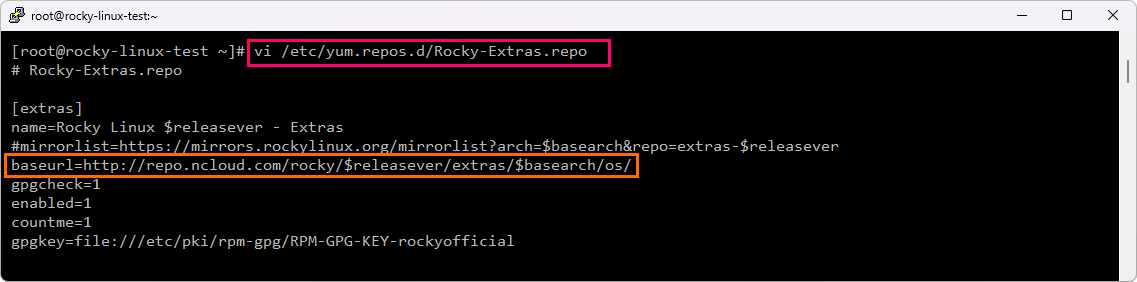 root@rocky-linux-test:~
[root@rocky-linux-test ~]# vi /etc/yum.repos.d/Rocky-Extras.repo
# Rocky-Extras.repo
[extras]
name=Rocky Linux $releasever - Extras
#mirrorlist=https://mirrors.rockylinux.org/mirrorlist?arch=$basearch&repo=extras-$releasever
baseurl=http://repo.ncloud.com/rocky/$releasever/extras/$basearch/os/
gpgcheck=1
enabled=1
countme=1
gpgkey=file:///etc/pki/rpm-gpg/RPM-GPG-KEY-rockyofficial